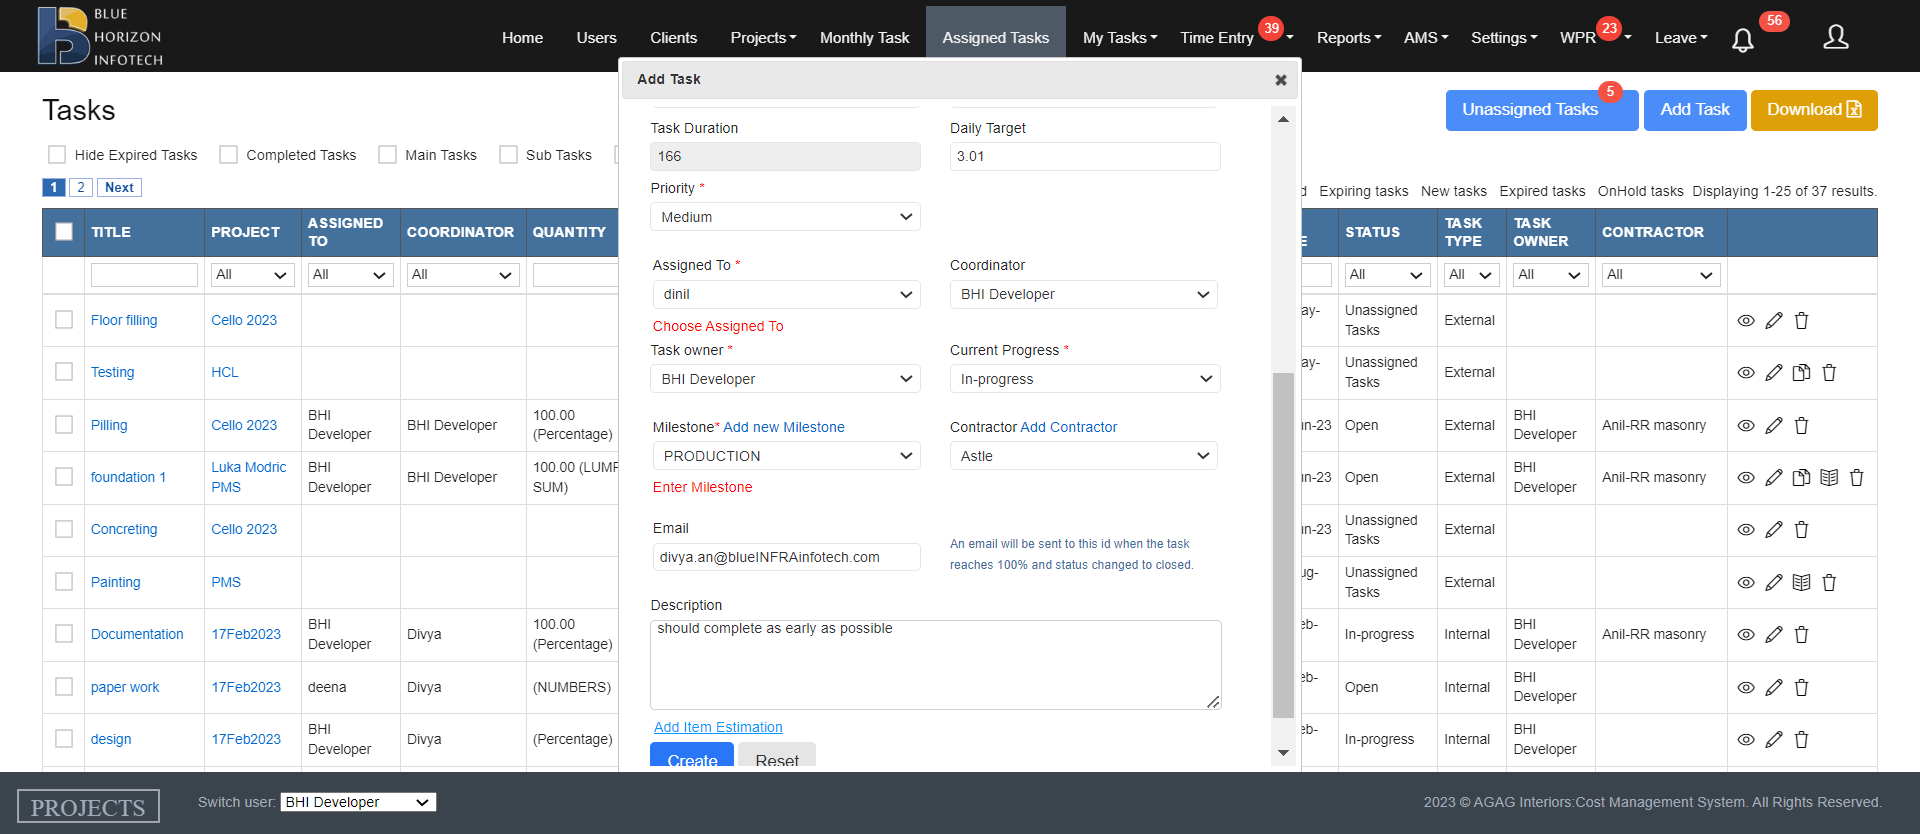 BLUE
HORIZON
INFOTECH
Home Users Clients Projects Monthly Task Assigned Tasks My Tasks Time Entry 39 Reports AMS Settings WPR 23 Leave 56
Add Task
Tasks
Unassigned Tasks 5 Add Task Download
Hide Expired Tasks Completed Tasks Main Tasks Sub Tasks
1 2 Next
Expiring tasks New tasks Expired tasks OnHold tasks Displaying 1-25 of 37 results.
Task Duration Daily Target
166 3.01
Priority *
Medium
Assigned To * Coordinator
dinil BHI Developer
Choose Assigned To
Task owner * Current Progress *
BHI Developer In-progress
Milestone* Add new Milestone Contractor Add Contractor
PRODUCTION Astle
Enter Milestone
Email
divya.an@blueINFRAinfotech.com An email will be sent to this id when the task
reaches 100% and status changed to closed.
Description
should complete as early as possible
Add Item Estimation
Create Reset
TITLE PROJECT ASSIGNED TO COORDINATOR QUANTITY STATUS TASK TYPE TASK OWNER CONTRACTOR
All All All All All All All
Floor filling Cello 2023 Unassigned Tasks External
Testing HCL Unassigned Tasks External
Pilling Cello 2023 BHI Developer BHI Developer 100.00 (Percentage) Open External BHI Developer Anil-RR masonry
foundation 1 Luka Modric PMS BHI Developer BHI Developer 100.00 (LUMP SUM) Open External BHI Developer Anil-RR masonry
Concreting Cello 2023 Unassigned Tasks External
Painting PMS Unassigned Tasks External
Documentation 17Feb2023 BHI Developer Divya 100.00 (Percentage) In-progress Internal BHI Developer Anil-RR masonry
paper work 17Feb2023 deena Divya (NUMBERS) Open Internal BHI Developer
design 17Feb2023 BHI Developer Divya (Percentage) In-progress Internal BHI Developer
PROJECTS Switch user: BHI Developer 2023 © AGAG Interiors:Cost Management System. All Rights Reserved.